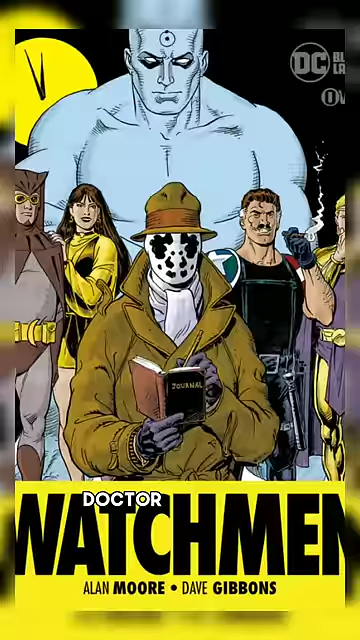 DC
JOURNAL
DOCTOR
WATCHMEN
ALAN MOORE • DAVE GIBBONS